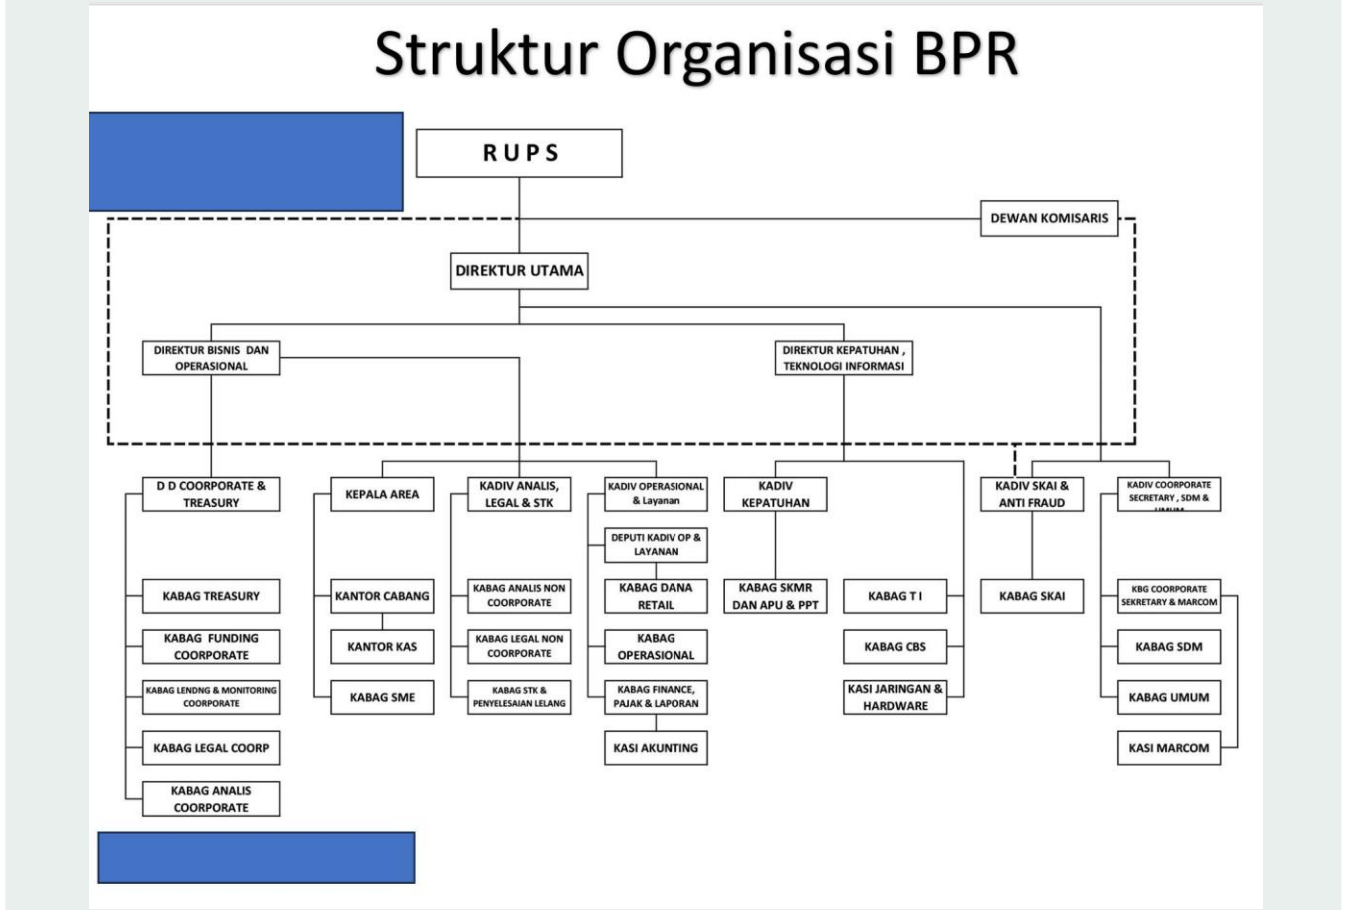 Struktur Organisasi BPR
R U P S
DEWAN KOMISARIS
DIREKTUR UTAMA
DIREKTUR BISNIS DAN
OPERASIONAL
DIREKTUR KEPATUHAN ,
TEKNOLOGI INFORMASI
D D COORPORATE &
TREASURY
KEPALA AREA
KADIV ANALIS,
LEGAL & STK
KADIV OPERASIONAL
& Layanan
KADIV
KEPATUHAN
KADIV SKAI &
ANTI FRAUD
KADIV COORPORATE
SECRETARY , SDM &
UMUM
DEPUTI KADIV OP &
LAYANAN
KABAG TREASURY
KANTOR CABANG
KABAG ANALIS NON
COORPORATE
KABAG DANA
RETAIL
KABAG SKMR
DAN APU & PPT
KABAG T I
KABAG SKAI
KBG COORPORATE
SEKRETARY & MARCOM
KABAG FUNDING
COORPORATE
KANTOR KAS
KABAG LEGAL NON
COORPORATE
KABAG
OPERASIONAL
KABAG CBS
KABAG SDM
KABAG LENDNG & MONITORING
COORPORATE
KABAG SME
KABAG STK &
PENYELESAIAN LELANG
KABAG FINANCE,
PAJAK & LAPORAN
KASI JARINGAN &
HARDWARE
KABAG UMUM
KABAG LEGAL COORP
KASI AKUNTING
KASI MARCOM
KABAG ANALIS
COORPORATE